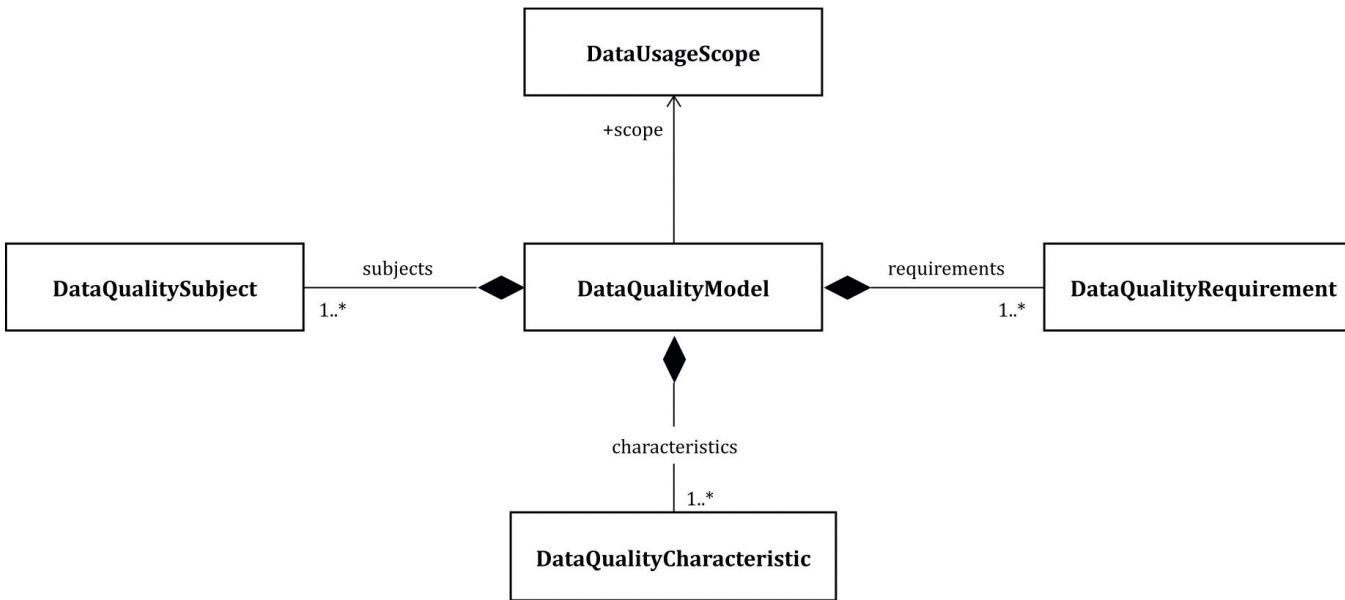 DataUsageScope
+scope
subjects
requirements
DataQualitySubject
DataQualityModel
DataQualityRequirement
1..*
1..*
characteristics
1..*
DataQualityCharacteristic